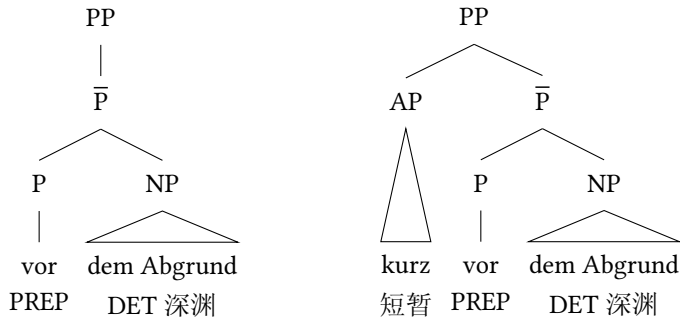 PP PP
P̅ AP P̅
P NP P NP
vor dem Abgrund kurz vor dem Abgrund
PREP DET 深渊 短暂 PREP DET 深渊